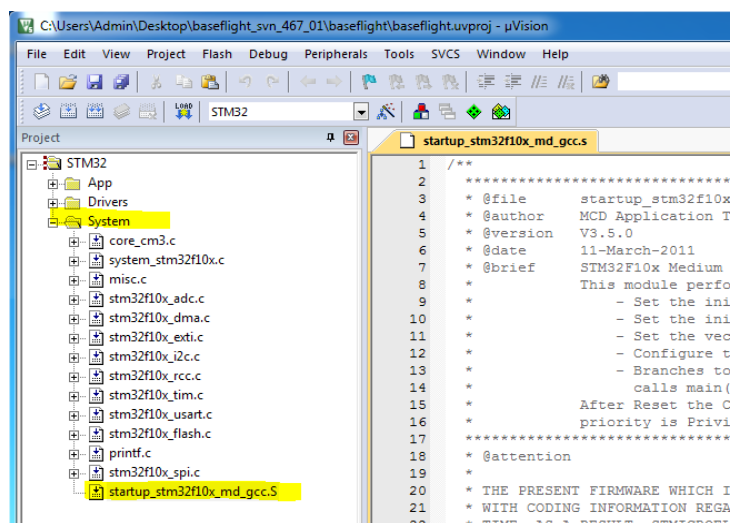 C:\Users\Admin\Desktop\baseflight_svn_467_01\baseflight\baseflight.uvproj - µVision
File Edit View Project Flash Debug Peripherals Tools SVCS Window Help
LOAD STM32
Project
startup_stm32f10x_md_gcc.s
STM32
App
Drivers
System
core_cm3.c
system_stm32f10x.c
misc.c
stm32f10x_adc.c
stm32f10x_dma.c
stm32f10x_exti.c
stm32f10x_i2c.c
stm32f10x_rcc.c
stm32f10x_tim.c
stm32f10x_usart.c
stm32f10x_flash.c
printf.c
stm32f10x_spi.c
startup_stm32f10x_md_gcc.S
1 /**
2 ********************************
3 * @file startup_stm32f10x
4 * @author MCD Application T
5 * @version V3.5.0
6 * @date 11-March-2011
7 * @brief STM32F10x Medium
8 * This module perfo
9 * - Set the ini
10 * - Set the ini
11 * - Set the vec
12 * - Configure t
13 * - Branches to
14 * calls main(
15 * After Reset the C
16 * priority is Privi
17 ********************************
18 * @attention
19 *
20 * THE PRESENT FIRMWARE WHICH I
21 * WITH CODING INFORMATION REGA